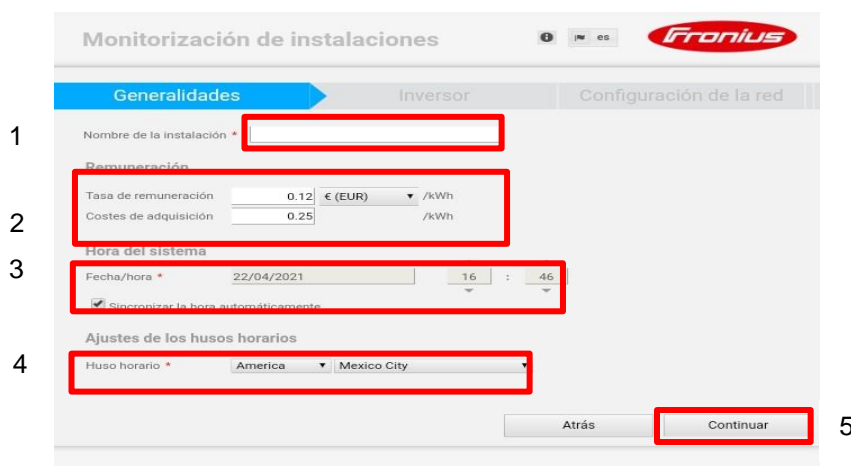 Monitorización de instalaciones es Fronius
Generalidades Inversor Configuración de la red
1 Nombre de la instalación *
Remuneración
Tasa de remuneración 0.12 € (EUR) /kWh
2 Costes de adquisición 0.25 /kWh
Hora del sistema
3 Fecha/hora * 22/04/2021 16 : 46
Sincronizar la hora automáticamente
Ajustes de los husos horarios
4 Huso horario * America Mexico City
Atrás Continuar 5